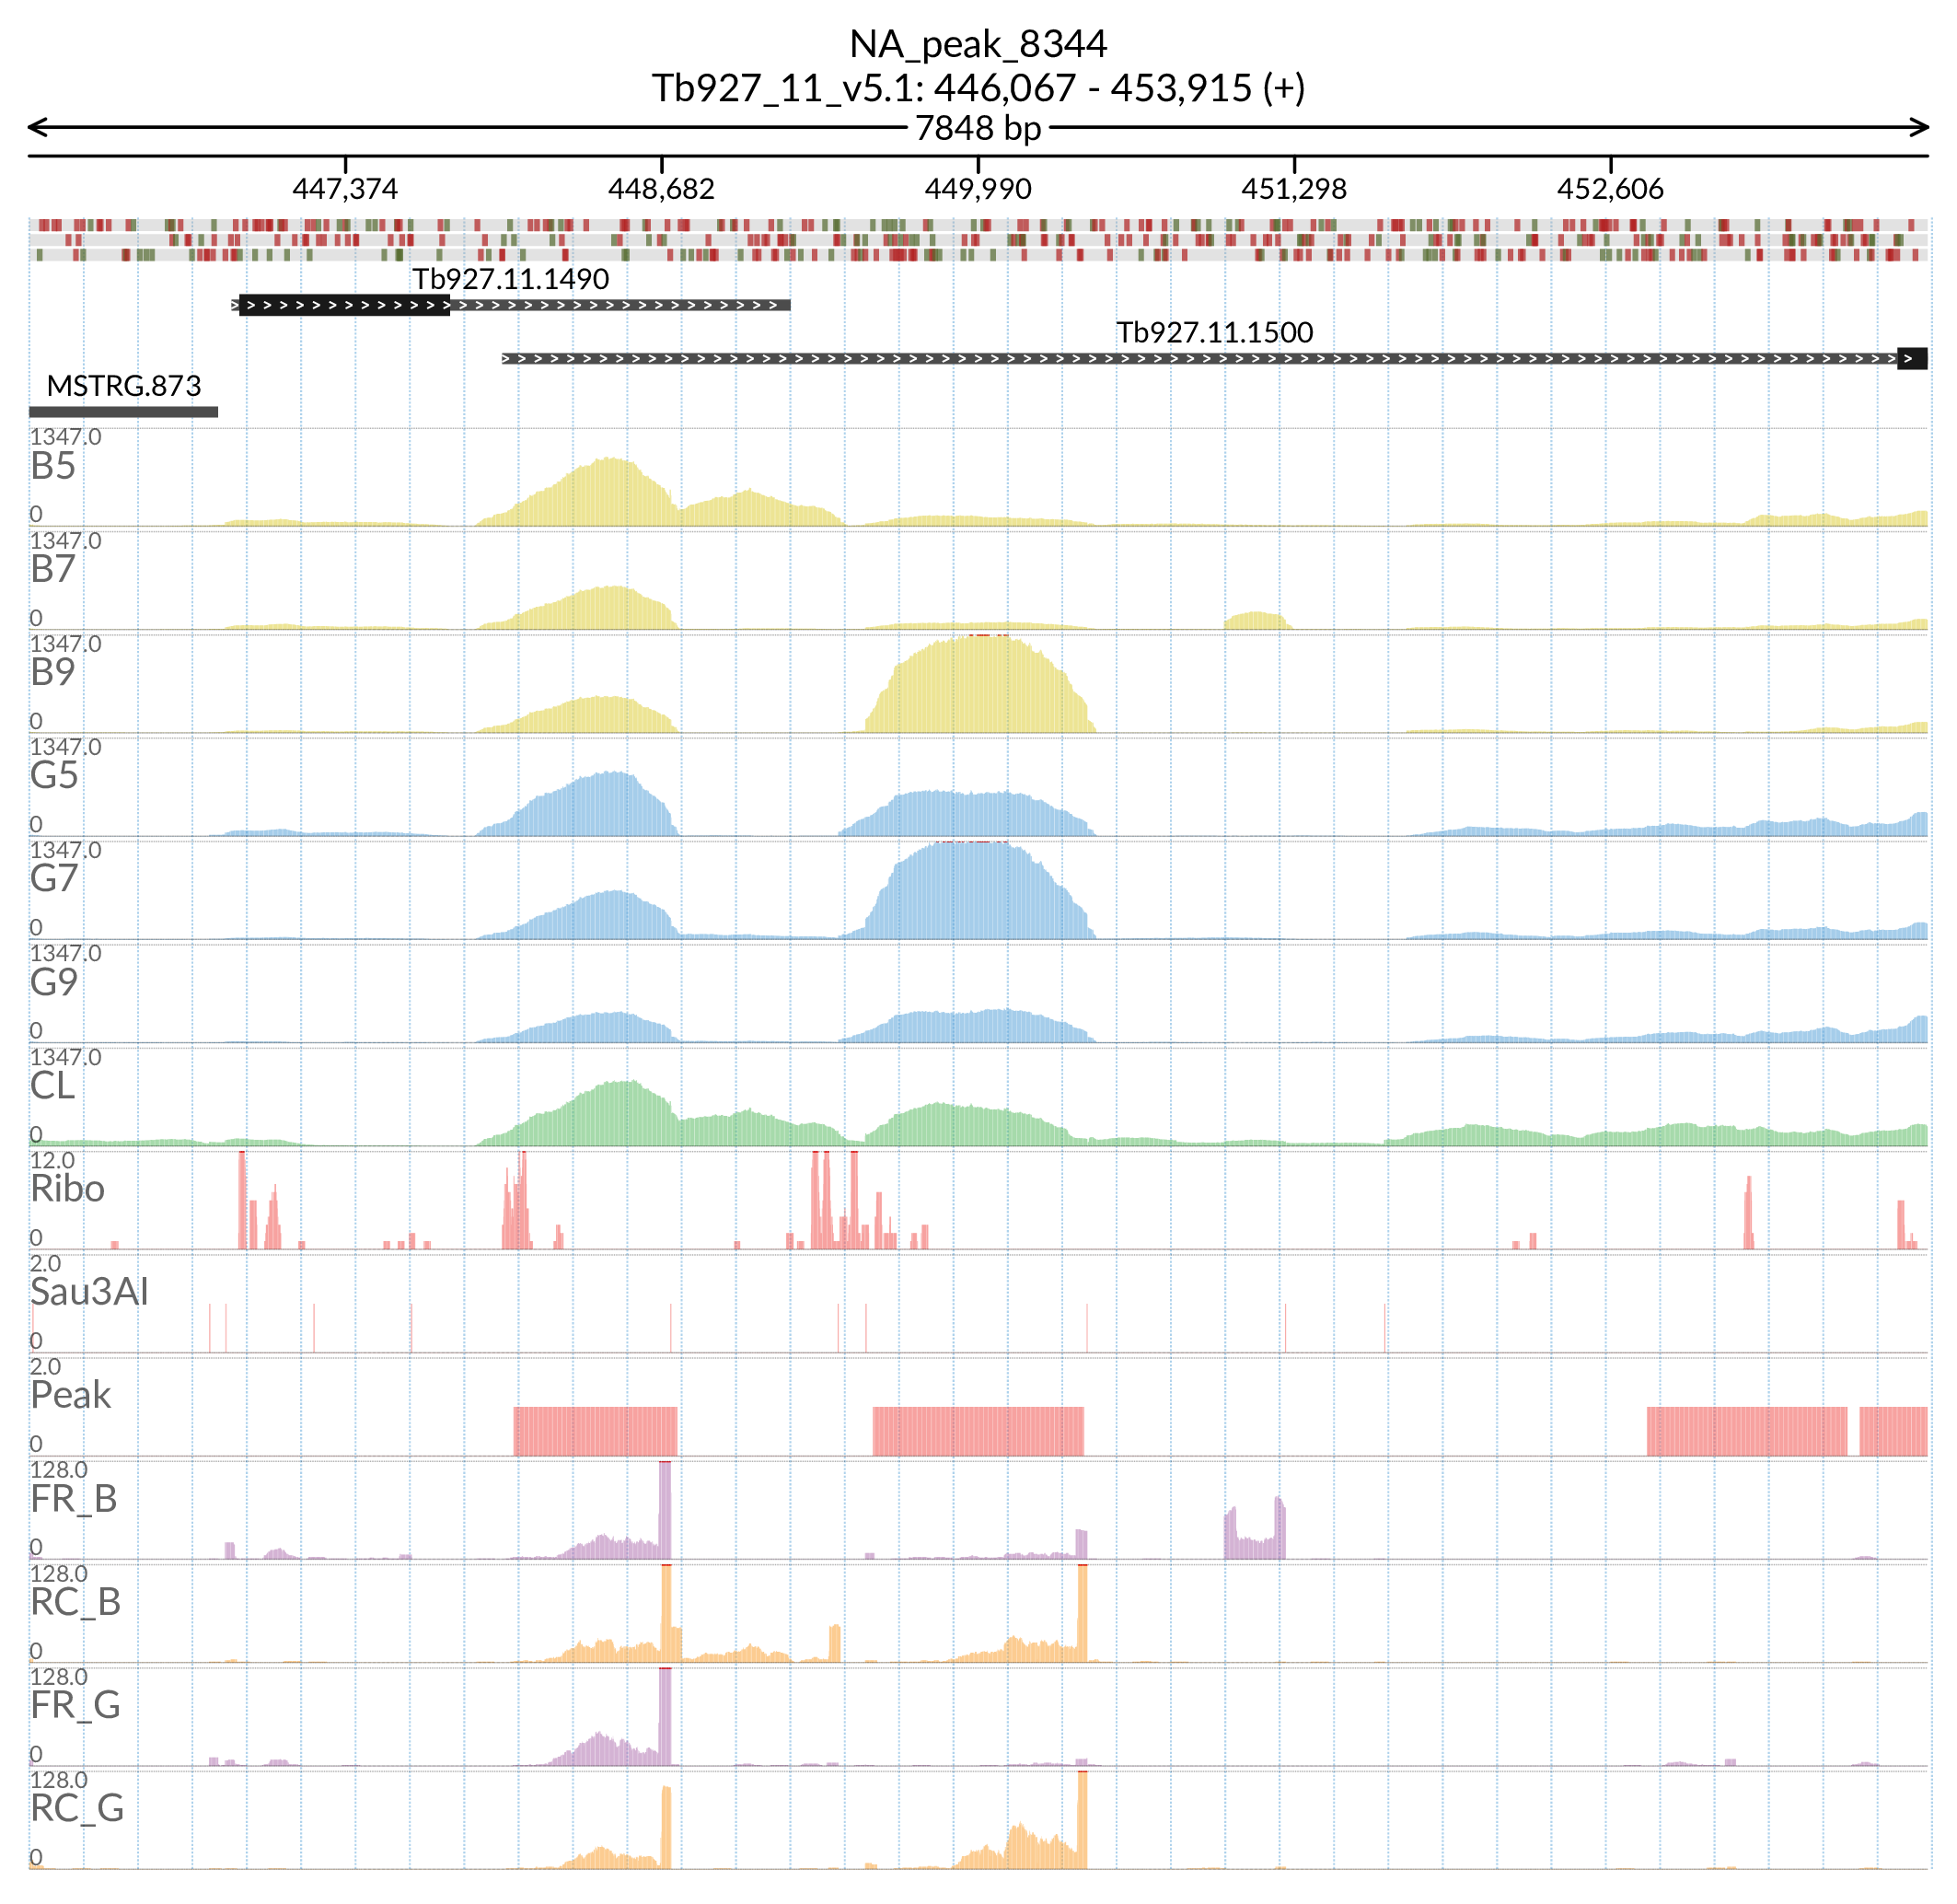 NA_peak_8344
Tb927_11_v5.1: 446,067 - 453,915 (+)
7848 bp
447,374 448,682 449,990 451,298 452,606
Tb927.11.1490
Tb927.11.1500
MSTRG.873
1347.0
B5
0
1347.0
B7
0
1347.0
B9
0
1347.0
G5
0
1347.0
G7
0
1347.0
G9
0
1347.0
CL
0
12.0
Ribo
0
2.0
Sau3AI
0
2.0
Peak
0
128.0
FR_B
0
128.0
RC_B
0
128.0
FR_G
0
128.0
RC_G
0